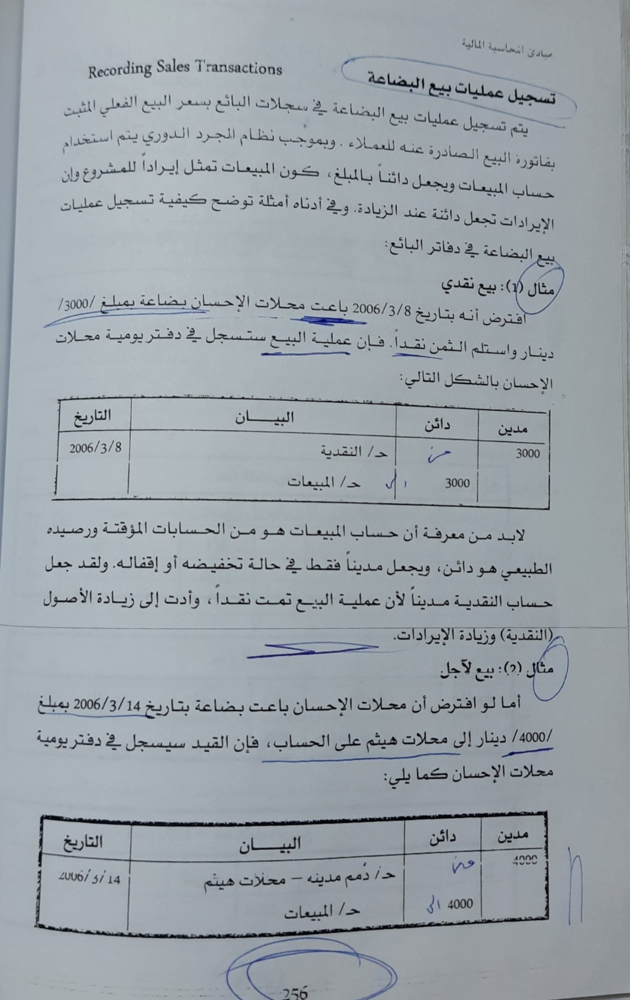 مبادئ المحاسبة المالية
تسجيل عمليات بيع البضاعة Recording Sales Transactions
يتم تسجيل عمليات بيع البضاعة في سجلات البائع بسعر البيع الفعلي المثبت
بفاتورة البيع الصادرة عنه للعملاء . وبموجب نظام الجرد الدوري يتم استخدام
حساب المبيعات ويجعل دائناً بالمبلغ، كون المبيعات تمثل إيراداً للمشروع وإن
الإيرادات تجعل دائنة عند الزيادة. وفي أدناه أمثلة توضح كيفية تسجيل عمليات
بيع البضاعة في دفاتر البائع:
مثال (1): بيع نقدي
افترض أنه بتاريخ 2006/3/8 باعت محلات الإحسان بضاعة بمبلغ /3000/
دينار واستلم الثمن نقداً. فإن عملية البيع ستسجل في دفتر يومية محلات
الإحسان بالشكل التالي:
مدين دائن البيــــــان التاريخ
3000 من حـ/ النقدية 2006/3/8
3000 الى حـ/ المبيعات
لابد من معرفة أن حساب المبيعات هو من الحسابات المؤقتة ورصيده
الطبيعي هو دائن، ويجعل مديناً فقط في حالة تخفيضه أو إقفاله. ولقد جعل
حساب النقدية مديناً لأن عملية البيع تمت نقداً، وأدت إلى زيادة الأصول
(النقدية) وزيادة الإيرادات.
مثال (2): بيع لآجل
أما لو افترض أن محلات الإحسان باعت بضاعة بتاريخ 2006/3/14 بمبلغ
/4000/ دينار إلى محلات هيثم على الحساب، فإن القيد سيسجل في دفتر يومية
محلات الإحسان كما يلي:
مدين دائن البيــــــان التاريخ
4000 من حـ/ ذمم مدينه – محلات هيثم 2006/3/14
4000 الى حـ/ المبيعات
256